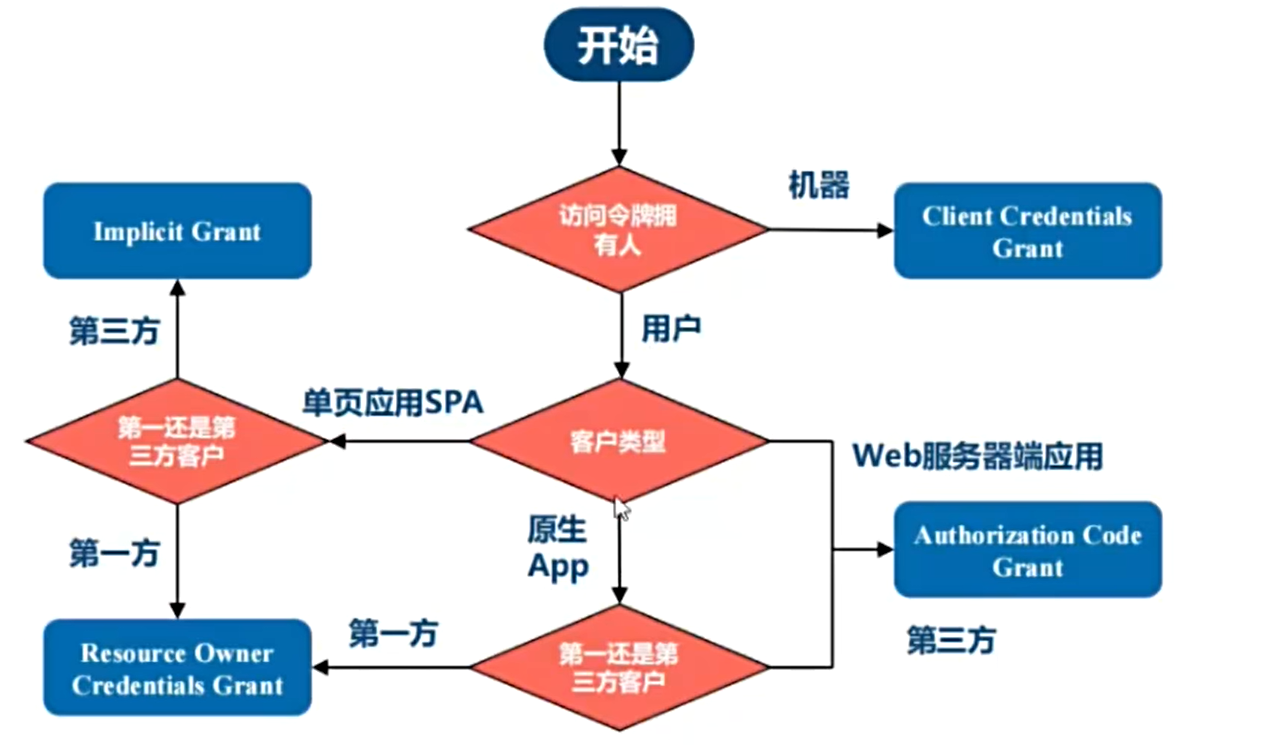 开始
机器
访问令牌拥
有人
Client Credentials
Grant
Implicit Grant
用户
第三方
单页应用SPA
第一还是第
三方客户
客户类型
Web服务器端应用
原生
App
Authorization Code
Grant
第一方
第一方
第三方
Resource Owner
Credentials Grant
第一还是第
三方客户